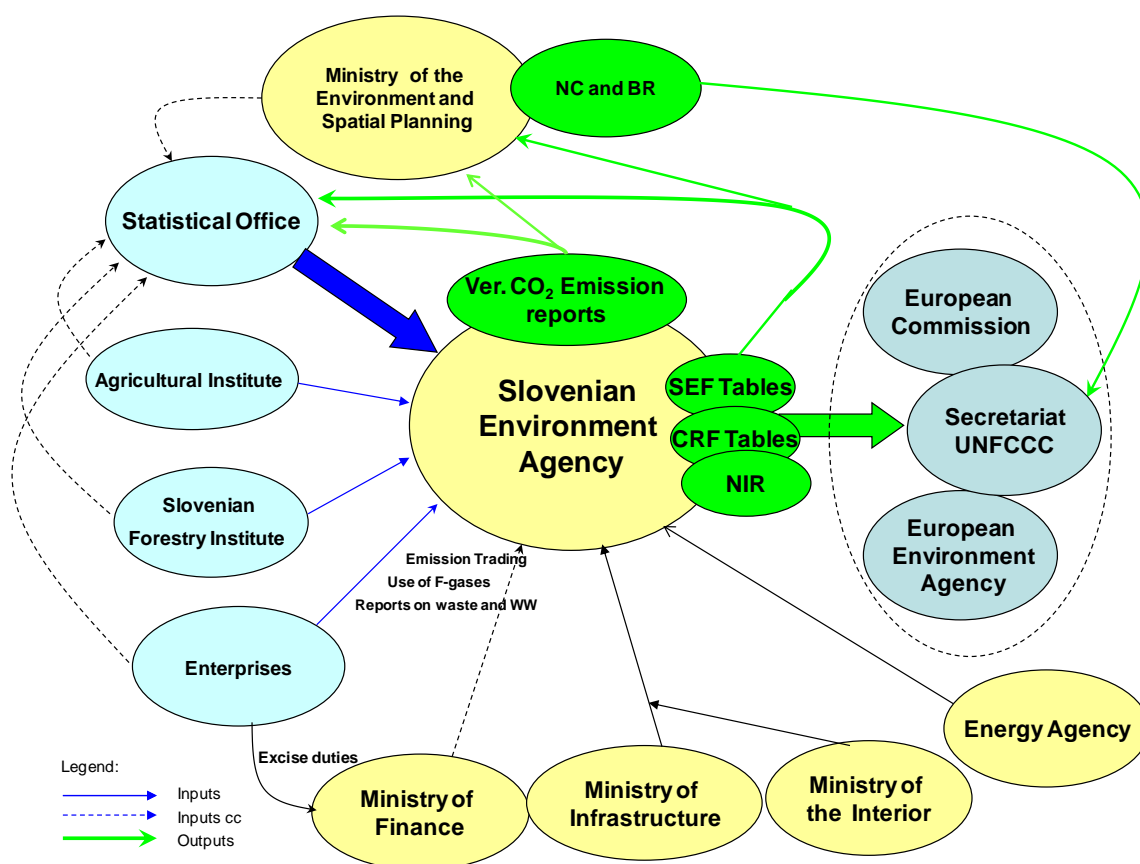 Ministry of the
Environment and
Spatial Planning
NC and BR
Statistical Office
Ver. CO₂ Emission
reports
European
Commission
Agricultural Institute
Slovenian
Environment
Agency
SEF Tables
CRF Tables
NIR
Secretariat
UNFCCC
Slovenian
Forestry Institute
European
Environment
Agency
Emission Trading
Use of F-gases
Reports on waste and WW
Enterprises
Energy Agency
Excise duties
Ministry of
Finance
Ministry of
Infrastructure
Ministry of
the Interior
Legend:
Inputs
Inputs cc
Outputs